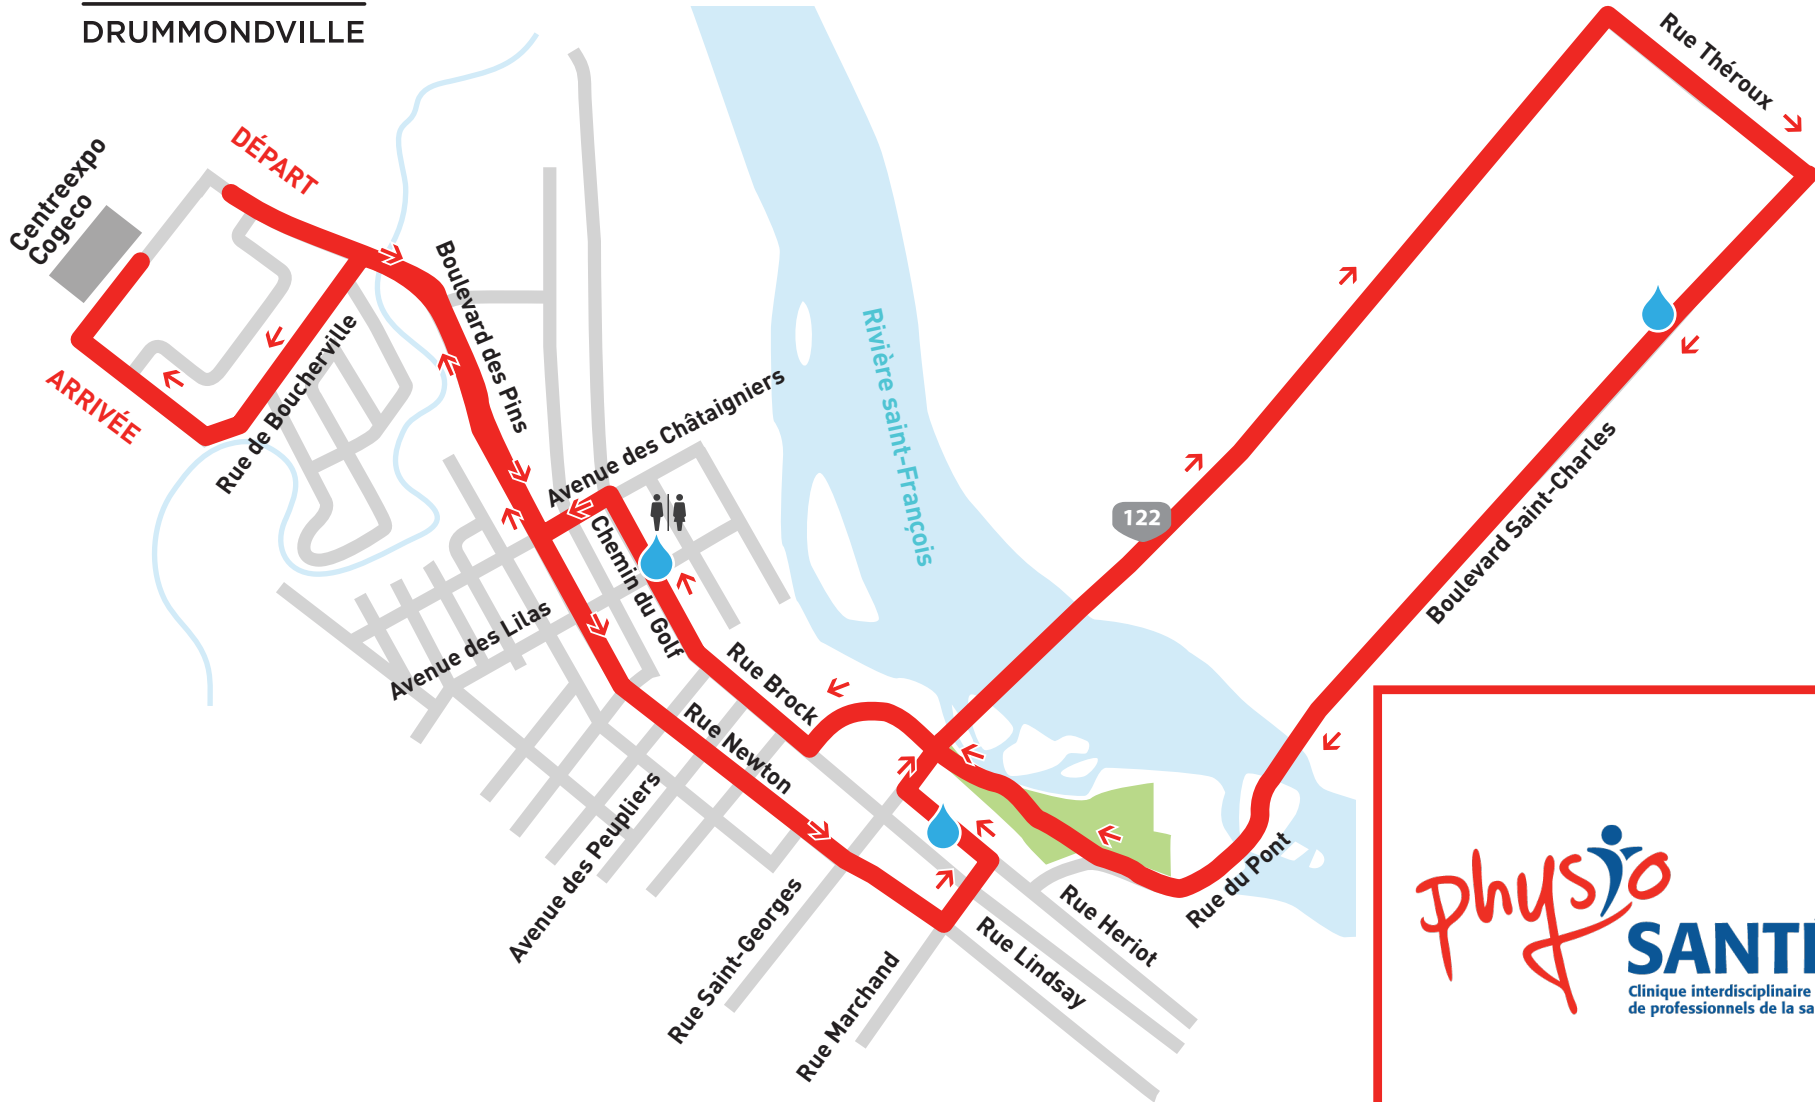 DRUMMONDVILLE
Rue Théroux
DÉPART
Centreexpo
Cogeco
Boulevard des Pins
Rivière saint-François
Rue de Boucherville
ARRIVÉE
Avenue des Châtaigniers
Boulevard Saint-Charles
122
Chemin du Golf
Avenue des Lilas
Rue Brock
Rue Newton
Avenue des Peupliers
Rue Saint-Georges
Rue Marchand
Rue Lindsay
Rue Heriot
Rue du Pont
physio
SANTÉ
Clinique interdisciplinaire
de professionnels de la sa